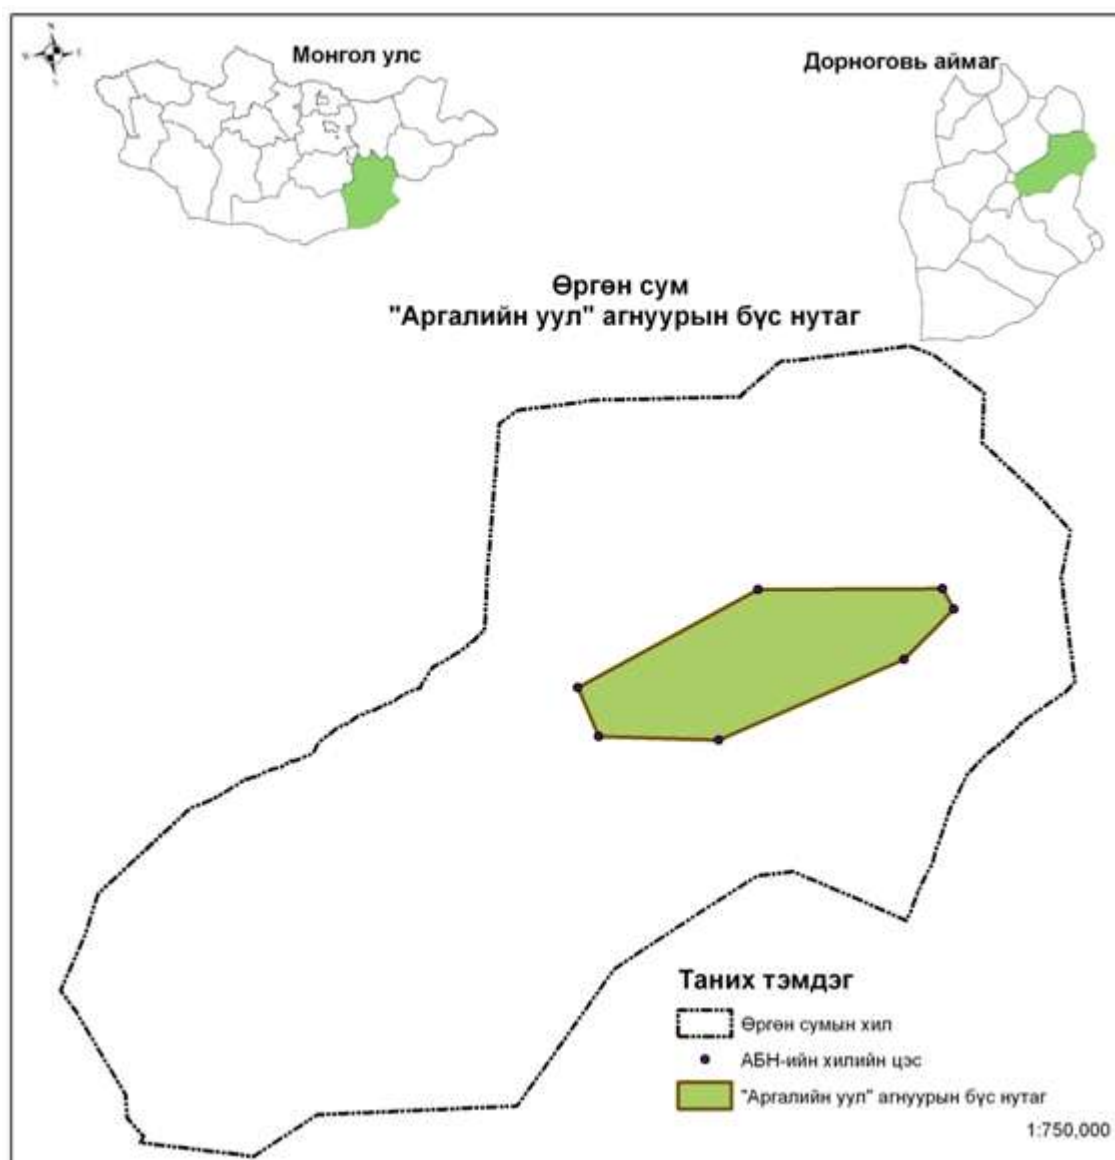 Монгол улс
Дорноговь аймаг
Өргөн сум
"Аргалийн уул" агнуурын бүс нутаг
Таних тэмдэг
Өргөн сумын хил
АБН-ийн хилийн цэс
"Аргалийн уул" агнуурын бүс нутаг
1:750,000